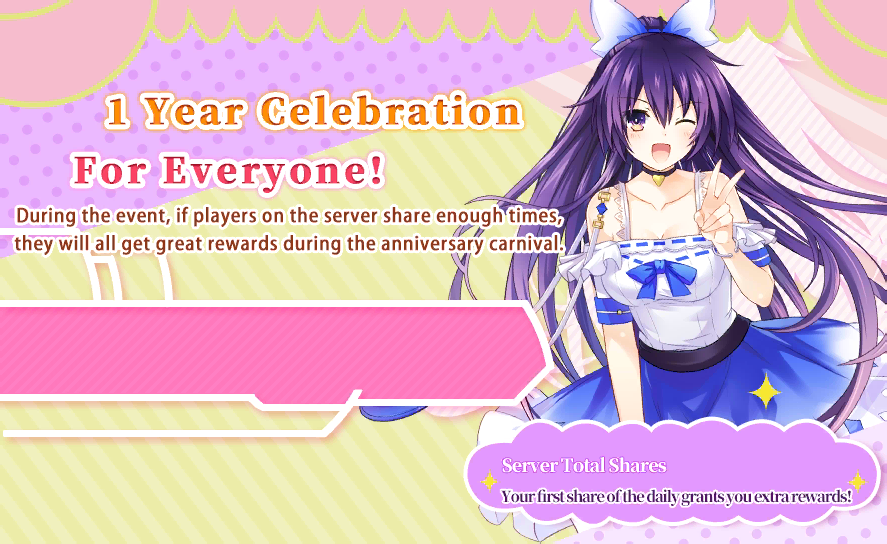 1 Year Celebration
For Everyone!
During the event, if players on the server share enough times,
they will all get great rewards during the anniversary carnival.
Server Total Shares
Your first share of the daily grants you extra rewards!